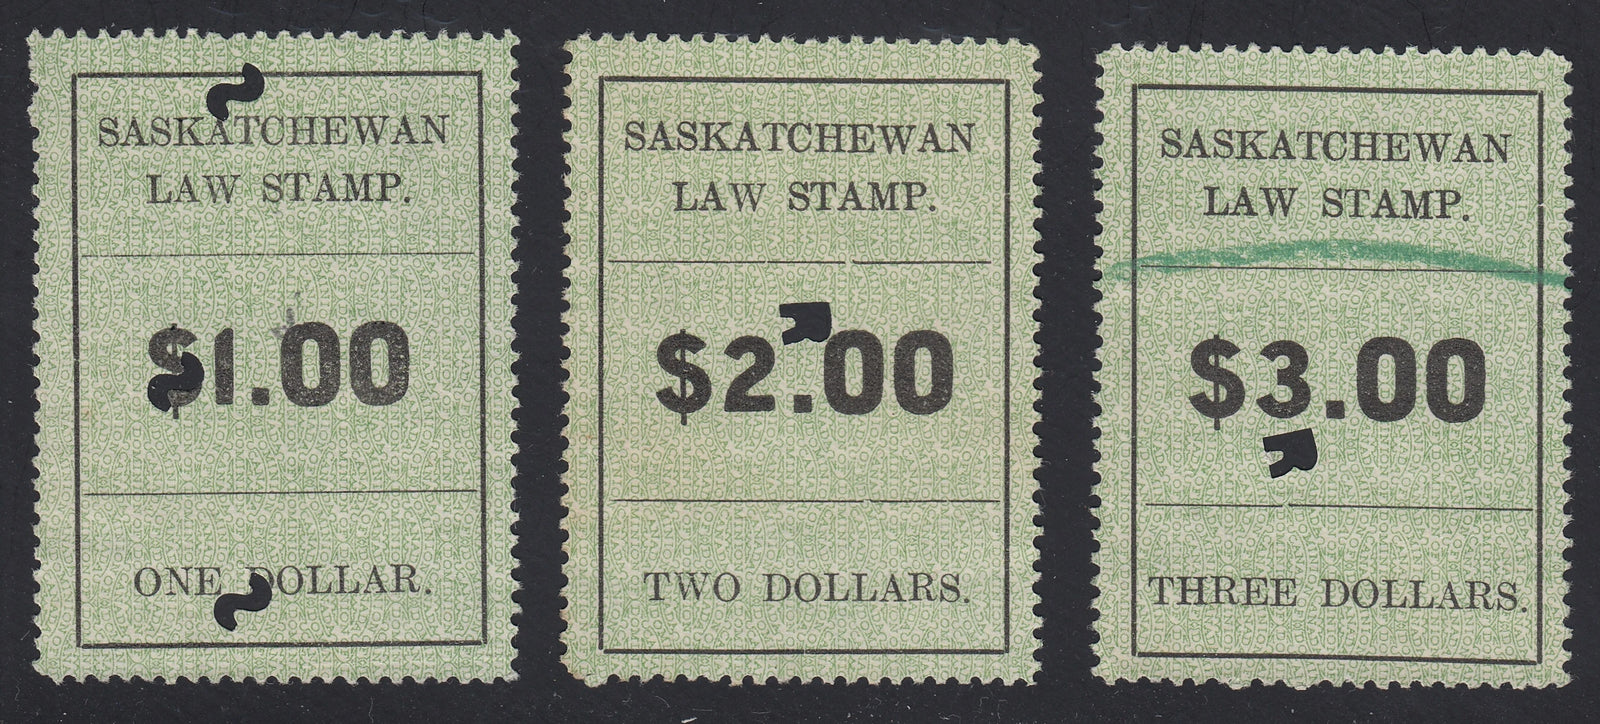 SASKATCHEWAN
LAW STAMP.
$1.00
ONE DOLLAR.
SASKATCHEWAN
LAW STAMP.
$2.00
TWO DOLLARS.
SASKATCHEWAN
LAW STAMP.
$3.00
THREE DOLLARS.